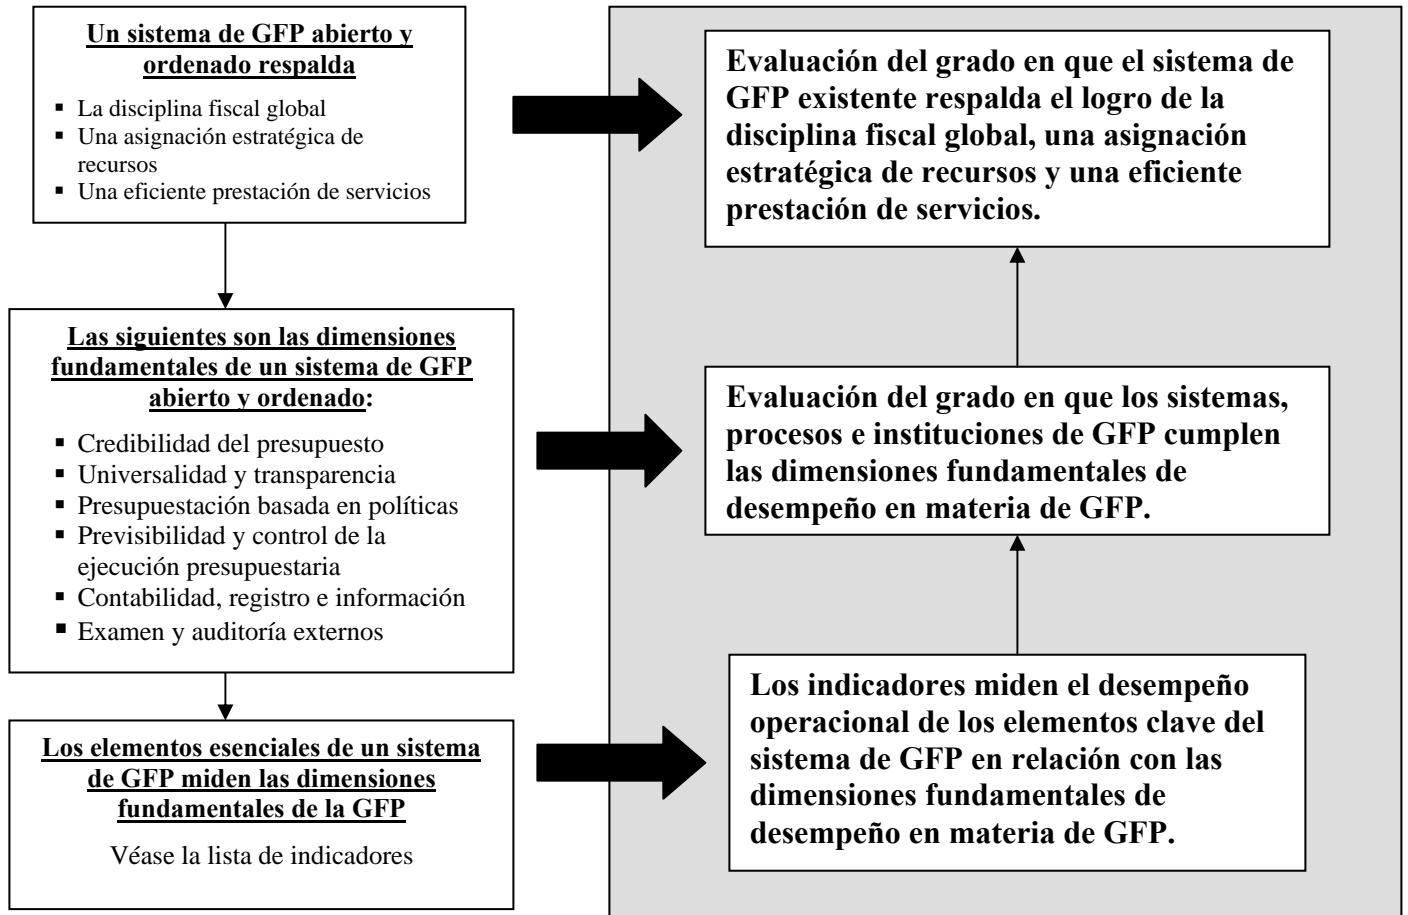 Un sistema de GFP abierto y
ordenado respalda
▪ La disciplina fiscal global
▪ Una asignación estratégica de
recursos
▪ Una eficiente prestación de servicios
Las siguientes son las dimensiones
fundamentales de un sistema de GFP
abierto y ordenado:
▪ Credibilidad del presupuesto
▪ Universalidad y transparencia
▪ Presupuestación basada en políticas
▪ Previsibilidad y control de la
ejecución presupuestaria
▪ Contabilidad, registro e información
▪ Examen y auditoría externos
Los elementos esenciales de un sistema
de GFP miden las dimensiones
fundamentales de la GFP
Véase la lista de indicadores
Evaluación del grado en que el sistema de
GFP existente respalda el logro de la
disciplina fiscal global, una asignación
estratégica de recursos y una eficiente
prestación de servicios.
Evaluación del grado en que los sistemas,
procesos e instituciones de GFP cumplen
las dimensiones fundamentales de
desempeño en materia de GFP.
Los indicadores miden el desempeño
operacional de los elementos clave del
sistema de GFP en relación con las
dimensiones fundamentales de
desempeño en materia de GFP.